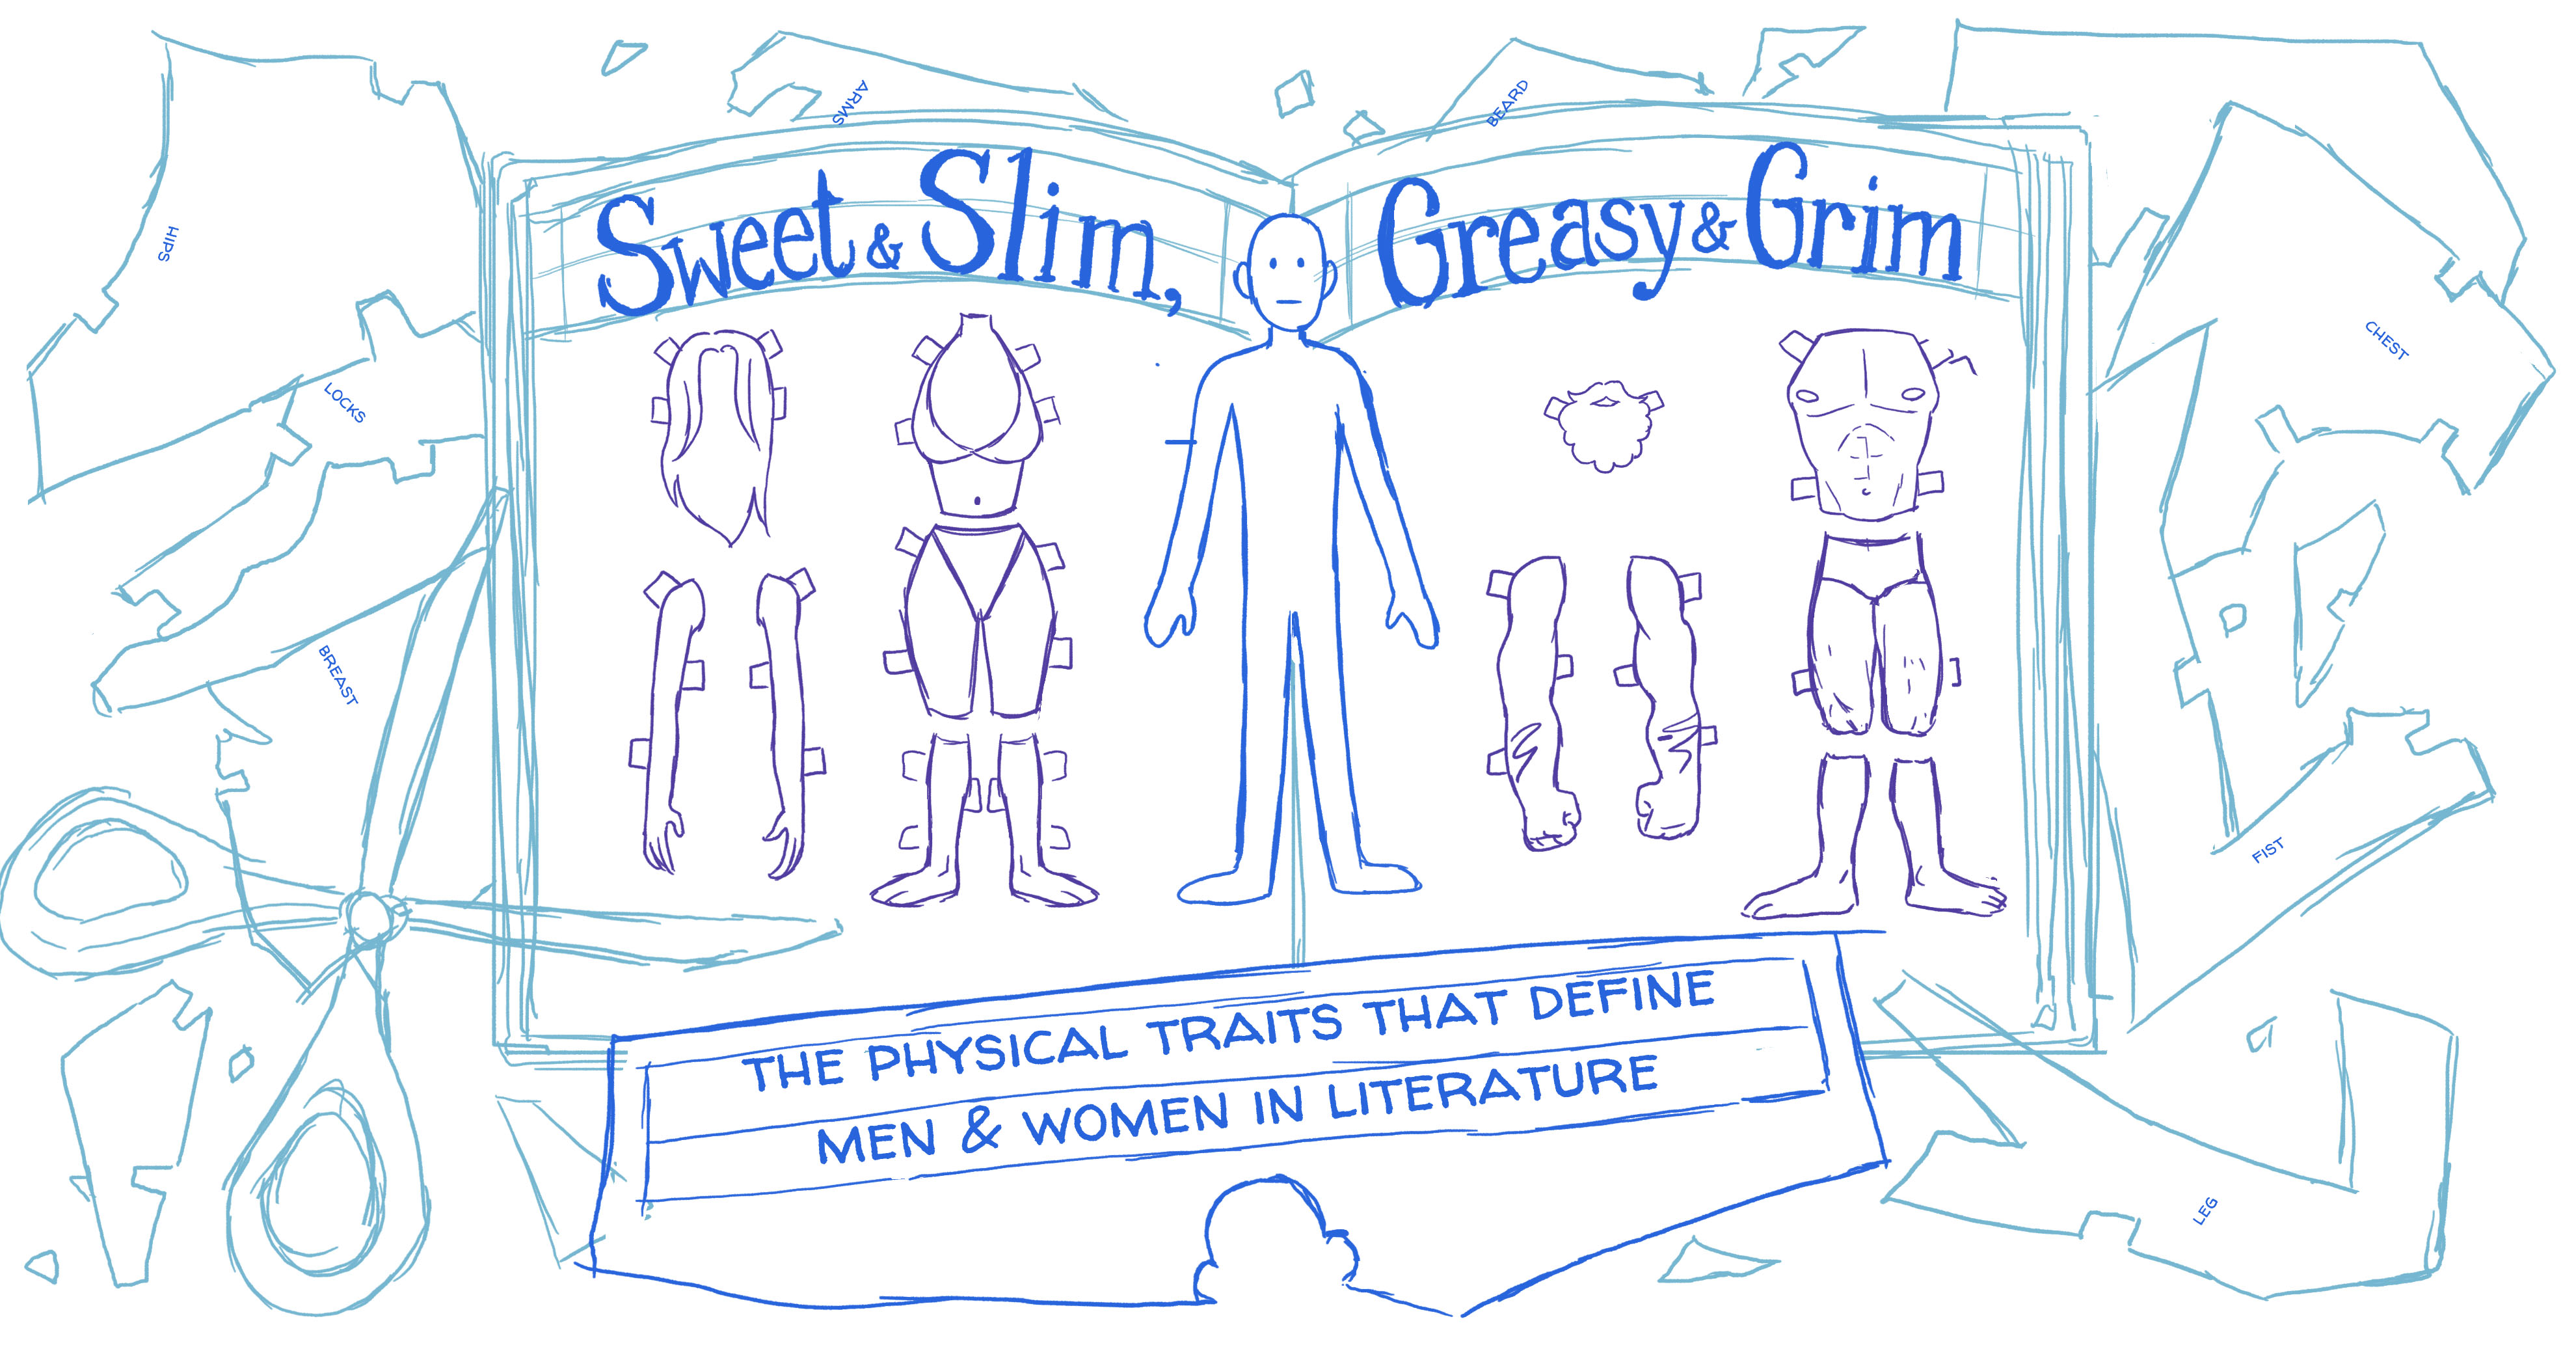 ARMS
BEARD
Sweet & Slim,
Greasy & Grim
HIPS
LOCKS
CHEST
BREAST
FIST
THE PHYSICAL TRAITS THAT DEFINE
MEN & WOMEN IN LITERATURE
LEG